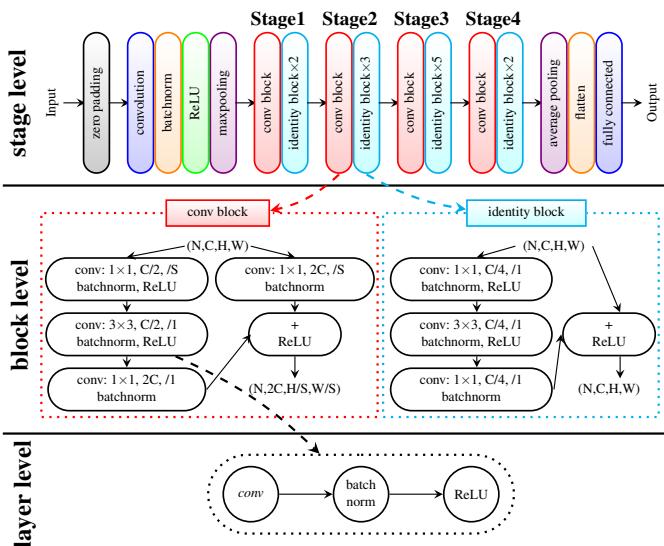 Stage1 Stage2 Stage3 Stage4
stage level
Input
zero padding
convolution
batchnorm
ReLU
maxpooling
conv block
identity block×2
conv block
identity block×3
conv block
identity block×5
conv block
identity block×2
average pooling
flatten
fully connected
Output
block level
conv block
(N,C,H,W)
conv: 1×1, C/2, /S
batchnorm, ReLU
conv: 1×1, 2C, /S
batchnorm
conv: 3×3, C/2, /1
batchnorm, ReLU
+
ReLU
conv: 1×1, 2C, /1
batchnorm
(N,2C,H/S,W/S)
identity block
(N,C,H,W)
conv: 1×1, C/4, /1
batchnorm, ReLU
conv: 3×3, C/4, /1
batchnorm, ReLU
+
ReLU
conv: 1×1, C/4, /1
batchnorm
(N,C,H,W)
layer level
conv
batch
norm
ReLU